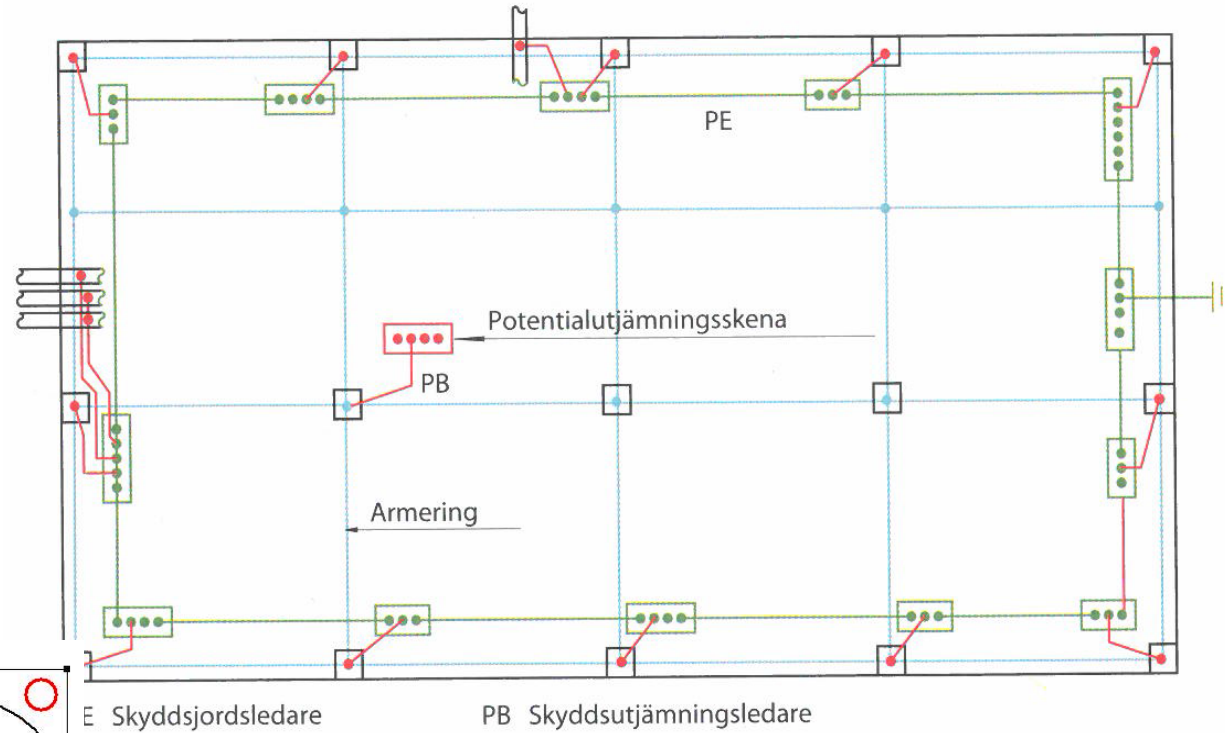 PE
Potentialutjämningsskena
PB
Armering
E Skyddsjordsledare
PB Skyddsutjämningsledare